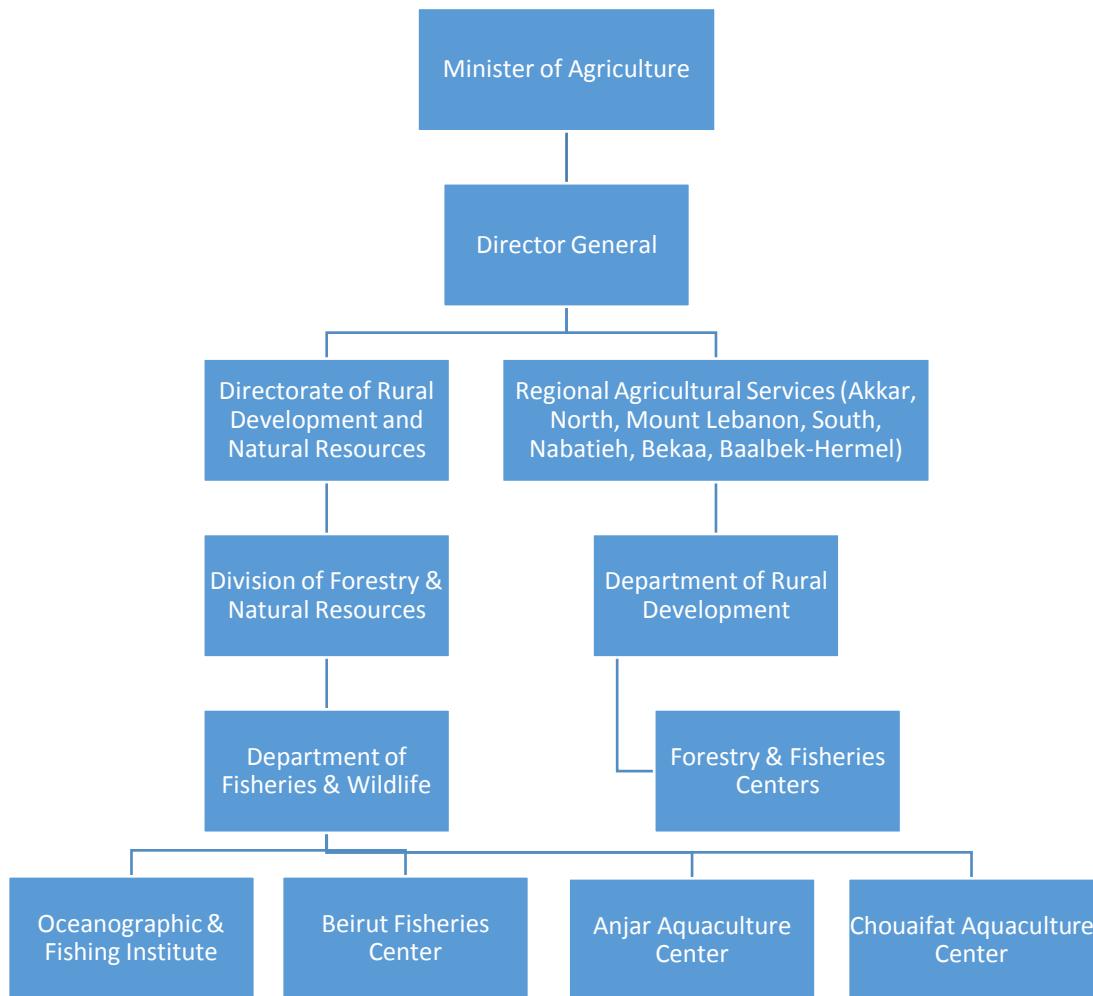 Minister of Agriculture
Director General
Directorate of Rural
Development and
Natural Resources
Regional Agricultural Services (Akkar,
North, Mount Lebanon, South,
Nabatieh, Bekaa, Baalbek-Hermel)
Division of Forestry &
Natural Resources
Department of Rural
Development
Department of
Fisheries & Wildlife
Forestry & Fisheries
Centers
Oceanographic &
Fishing Institute
Beirut Fisheries
Center
Anjar Aquaculture
Center
Chouaifat Aquaculture
Center